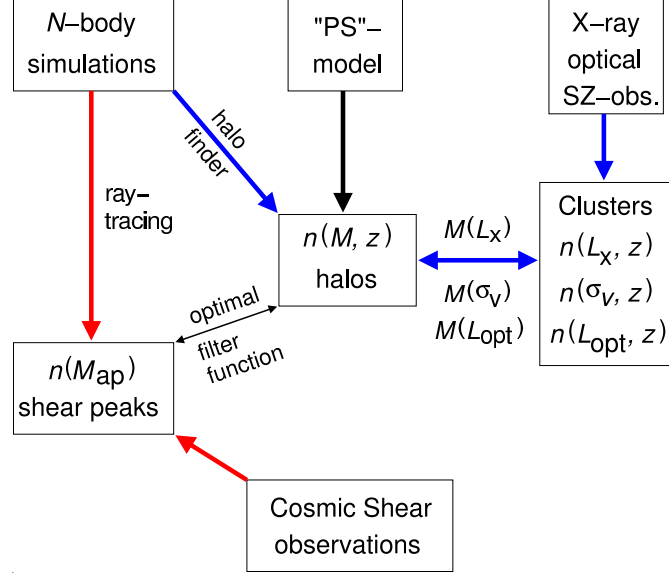 N–body
simulations
"PS"–
model
X–ray
optical
SZ–obs.
halo
finder
ray–
tracing
n(M, z)
halos
M(Lx)
M(σv)
M(Lopt)
Clusters
n(Lx, z)
n(σv, z)
n(Lopt, z)
optimal
filter
function
n(Map)
shear peaks
Cosmic Shear
observations